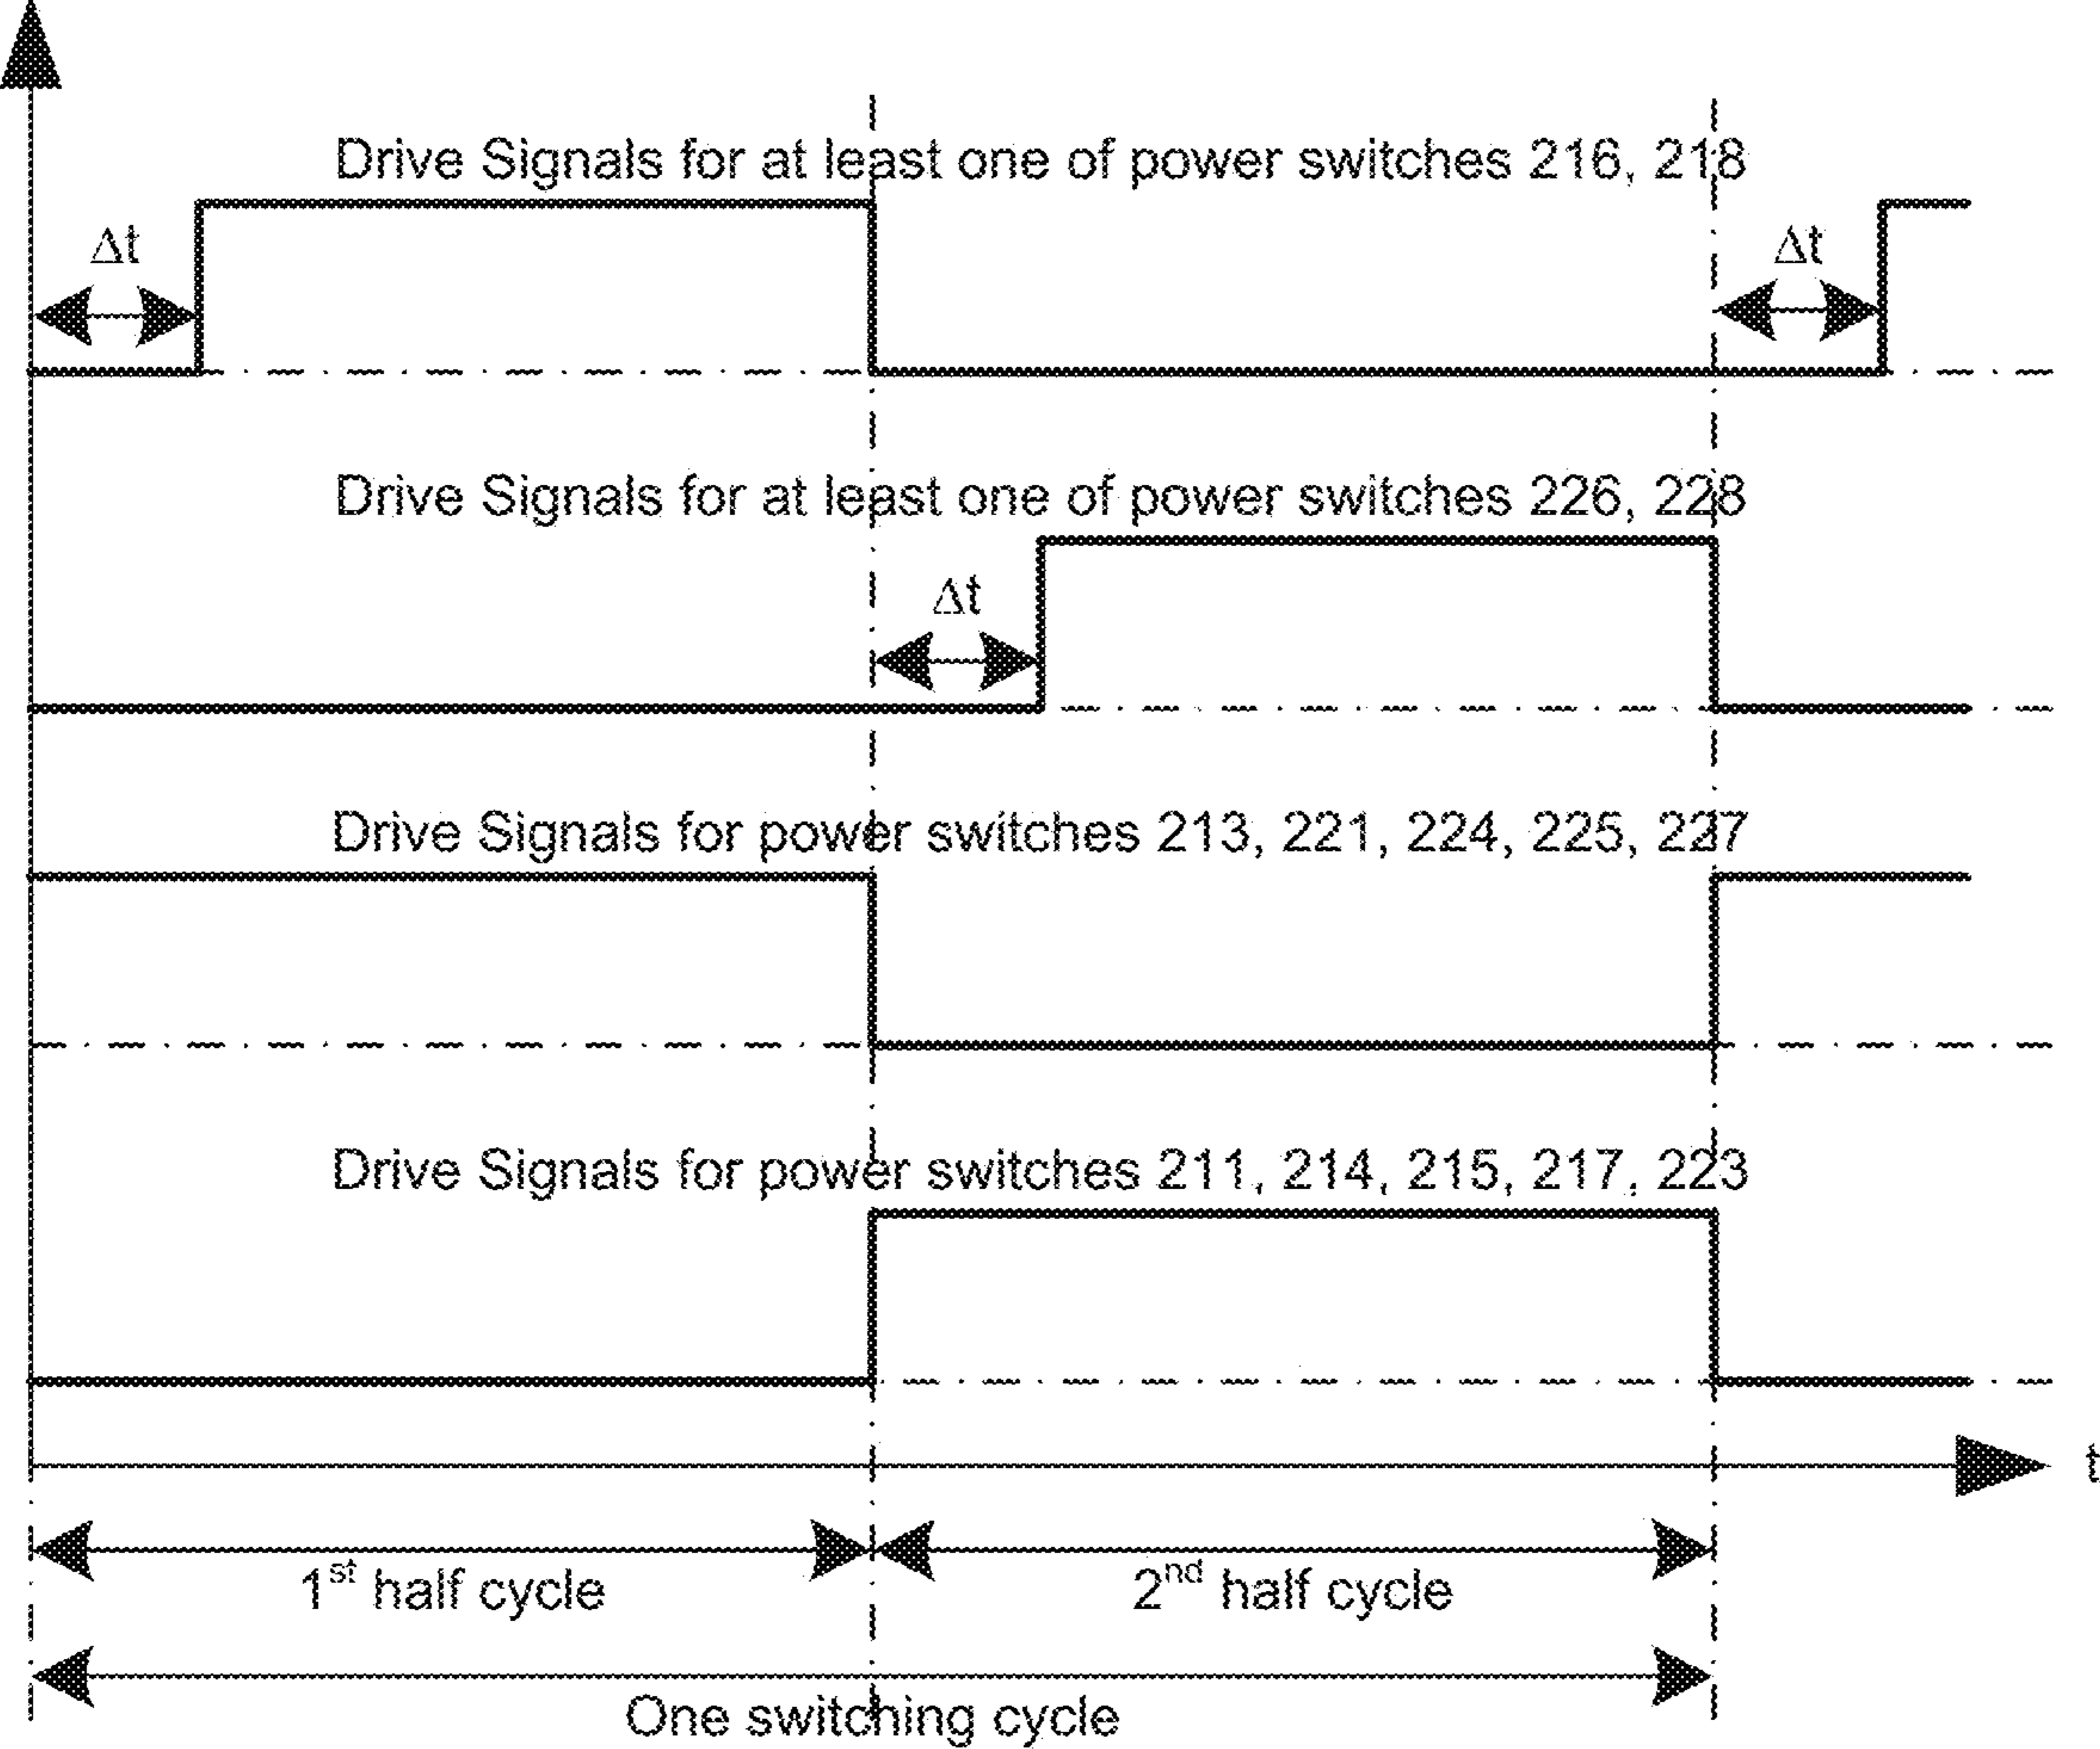 Drive Signals for at least one of power switches 216, 218
Δt
Δt
Drive Signals for at least one of power switches 226, 228
Δt
Drive Signals for power switches 213, 221, 224, 225, 227
Drive Signals for power switches 211, 214, 215, 217, 223
t
1st half cycle
2nd half cycle
One switching cycle